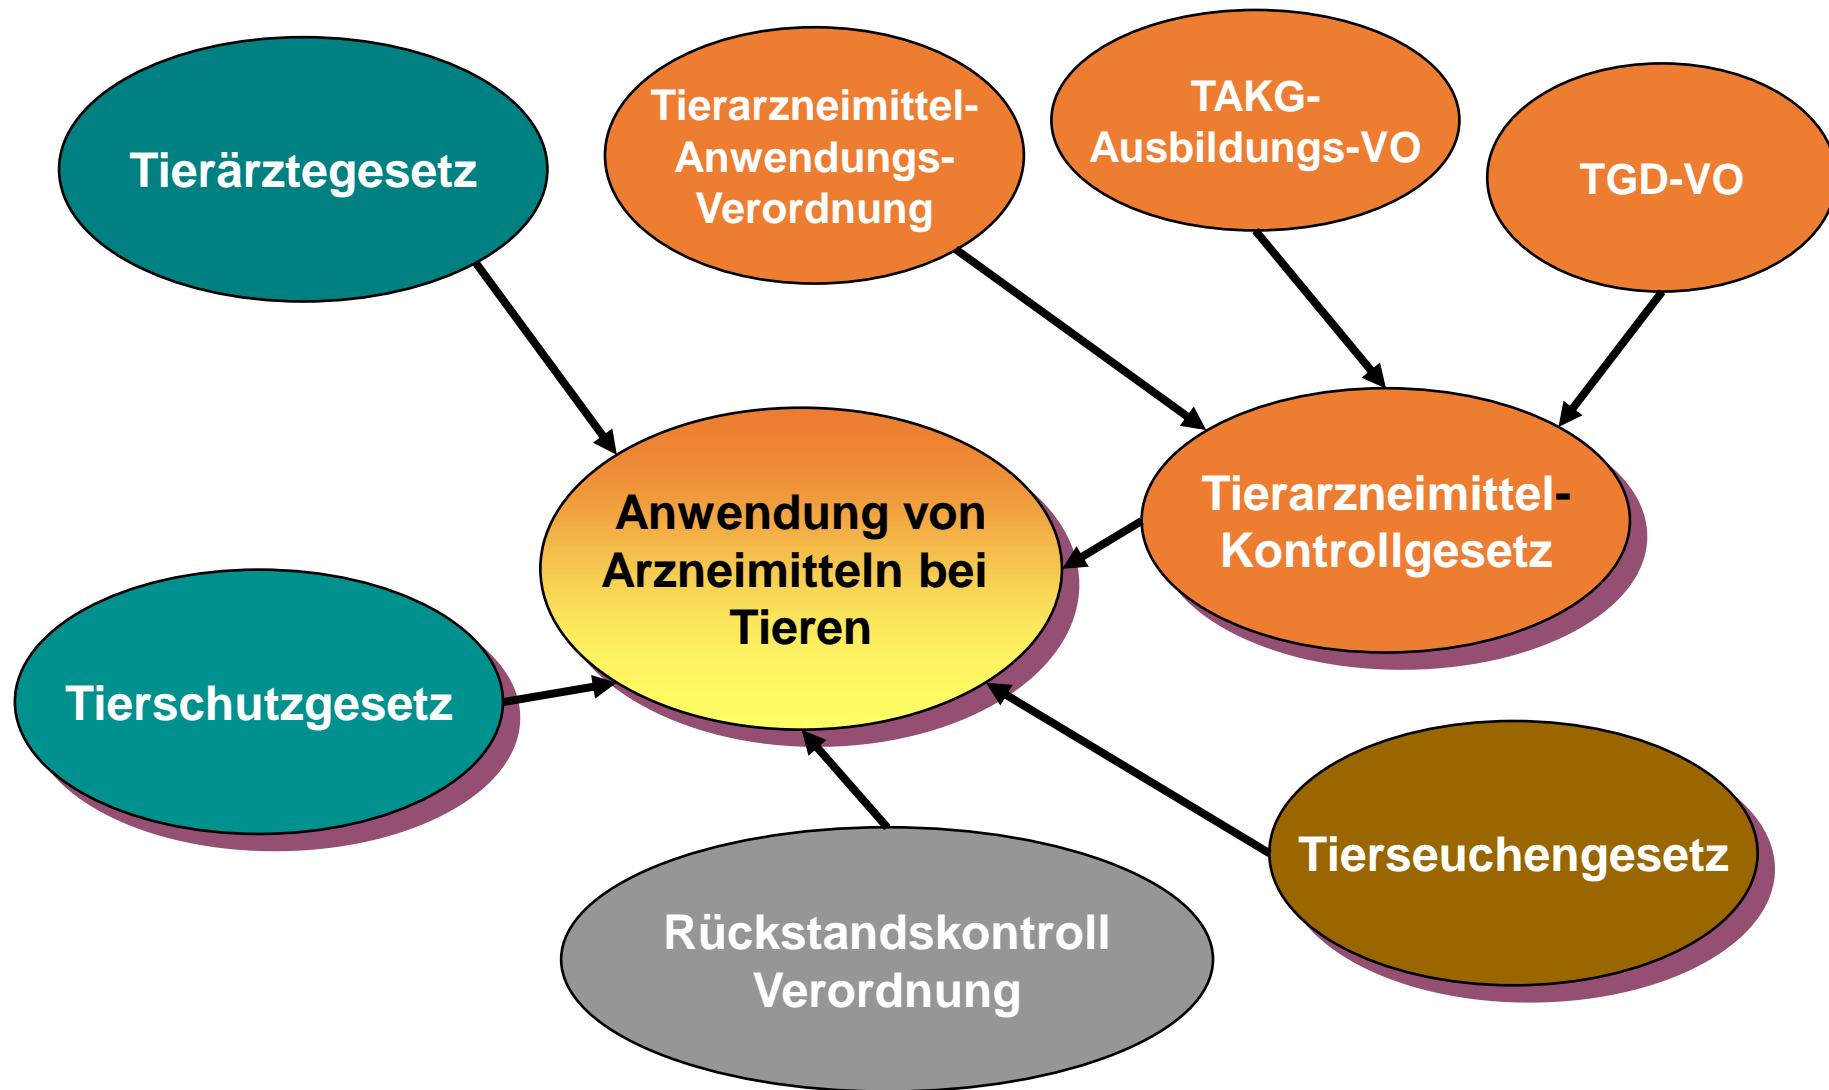 Tierärztegesetz
Tierarzneimittel-
Anwendungs-
Verordnung
TAKG-
Ausbildungs-VO
TGD-VO
Anwendung von
Arzneimitteln bei
Tieren
Tierarzneimittel-
Kontrollgesetz
Tierschutzgesetz
Tierseuchengesetz
Rückstandskontroll
Verordnung